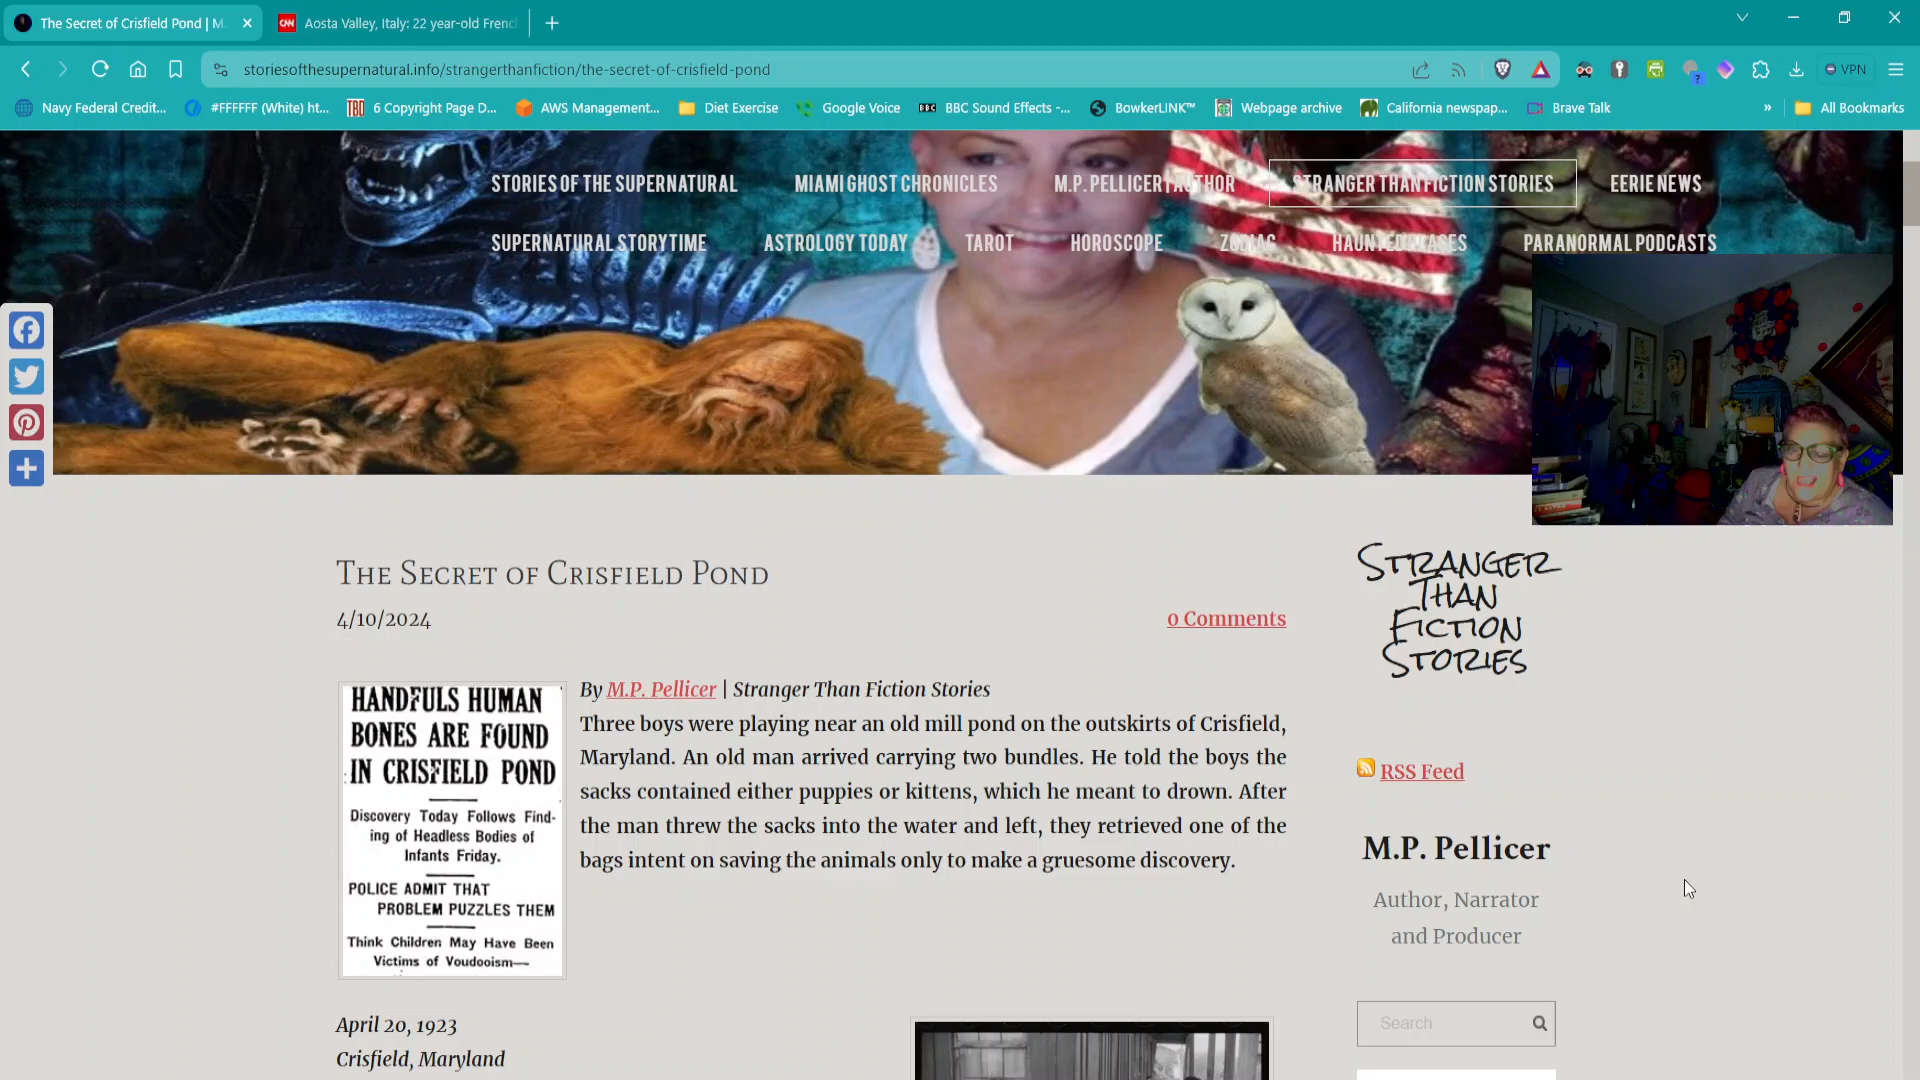 The Secret of Crisfield Pond | M.
Aosta Valley, Italy: 22 year-old Frenc
storiesofthesupernatural.info/strangerthanfiction/the-secret-of-crisfield-pond
VPN
Navy Federal Credit... #FFFFFF (White) ht... 6 Copyright Page D... AWS Management... Diet Exercise Google Voice BBC Sound Effects -... BowkerLINK™ Webpage archive California newspap... Brave Talk » All Bookmarks
STORIES OF THE SUPERNATURAL MIAMI GHOST CHRONICLES M.P. PELLICER | AUTHOR STRANGER THAN FICTION STORIES EERIE NEWS
SUPERNATURAL STORYTIME ASTROLOGY TODAY TAROT HOROSCOPE ZODIAC HAUNTED PLACES PARANORMAL PODCASTS
The Secret of Crisfield Pond
4/10/2024
0 Comments
HANDFULS HUMAN
BONES ARE FOUND
IN CRISFIELD POND
Discovery Today Follows Find-
ing of Headless Bodies of
Infants Friday.
POLICE ADMIT THAT
PROBLEM PUZZLES THEM
Think Children May Have Been
Victims of Voudooism—
By M.P. Pellicer | Stranger Than Fiction Stories
Three boys were playing near an old mill pond on the outskirts of Crisfield,
Maryland. An old man arrived carrying two bundles. He told the boys the
sacks contained either puppies or kittens, which he meant to drown. After
the man threw the sacks into the water and left, they retrieved one of the
bags intent on saving the animals only to make a gruesome discovery.
April 20, 1923
Crisfield, Maryland
Stranger
Than
Fiction
Stories
RSS Feed
M.P. Pellicer
Author, Narrator
and Producer
Search